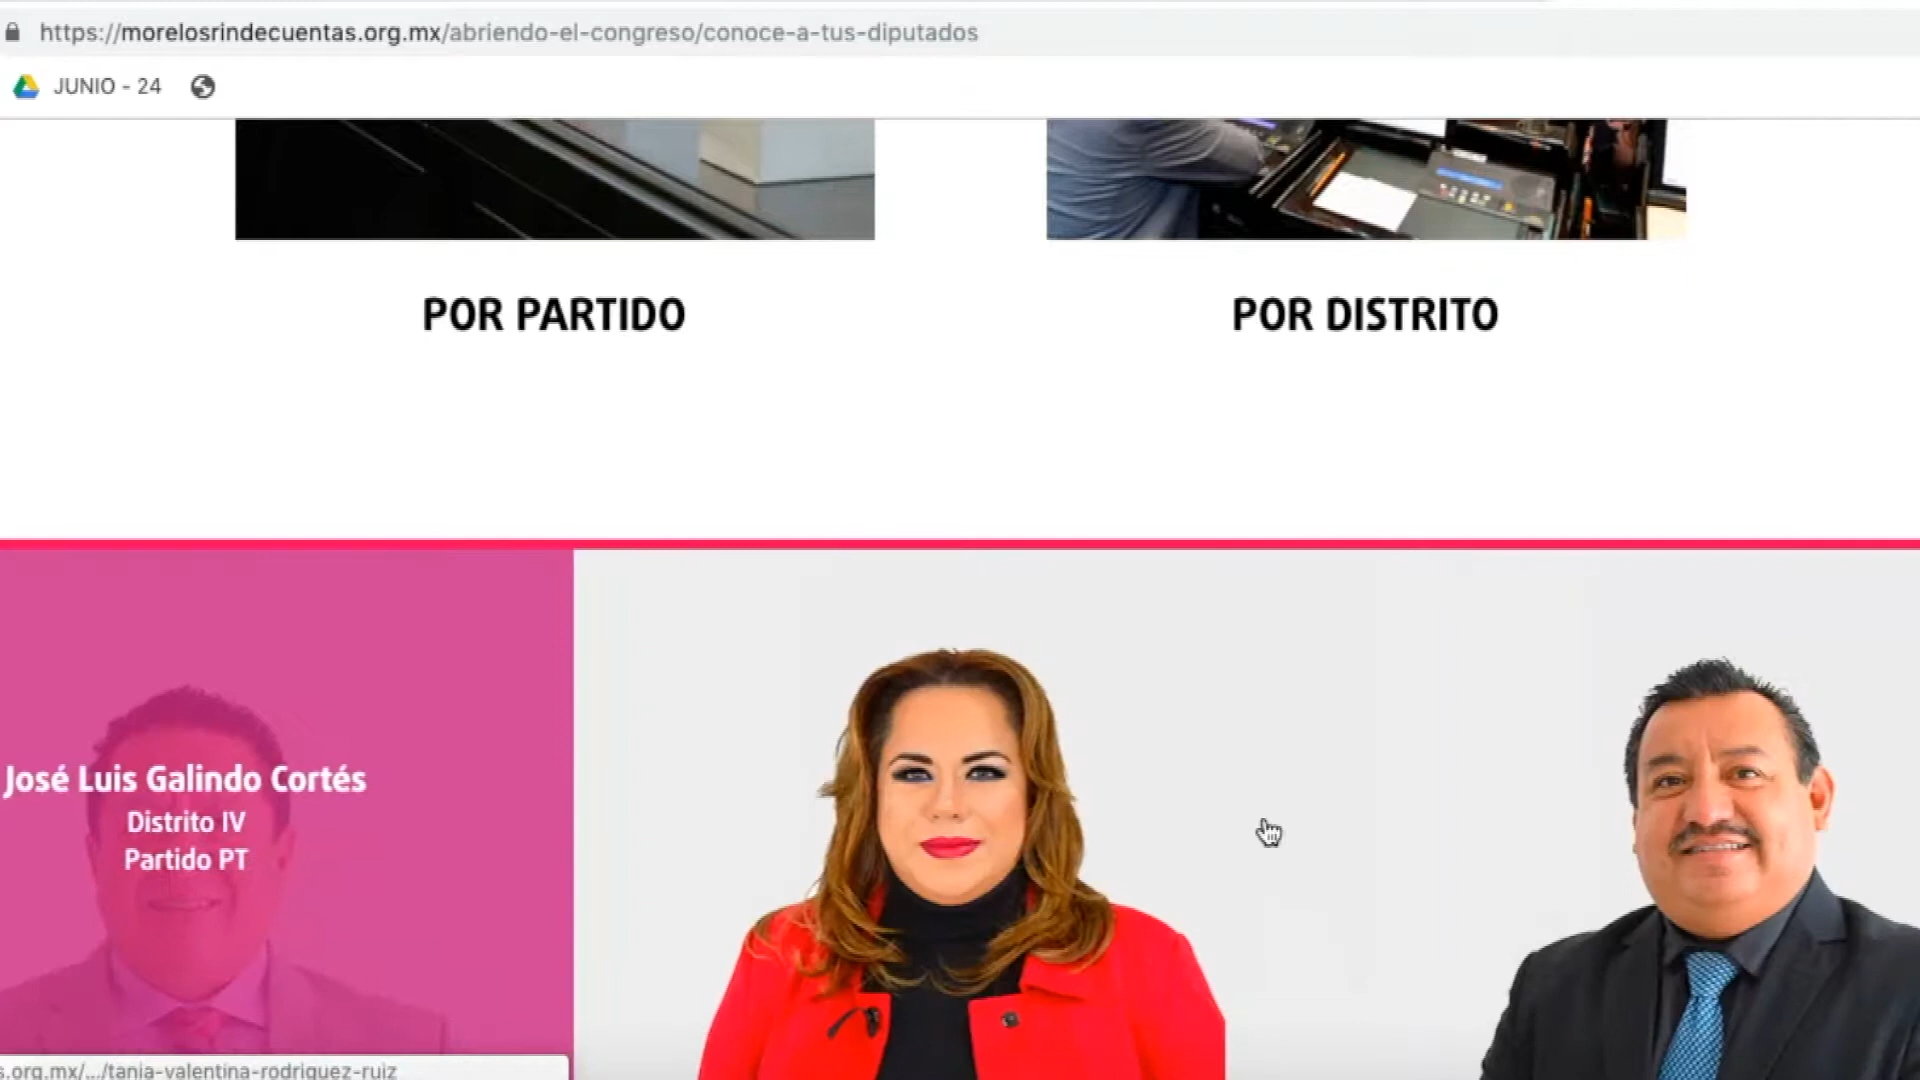 https://morelosrindecuentas.org.mx/abriendo-el-congreso/conoce-a-tus-diputados
JUNIO - 24
POR PARTIDO
POR DISTRITO
José Luis Galindo Cortés
Distrito IV
Partido PT
s.org.mx/.../tania-valentina-rodriguez-ruiz